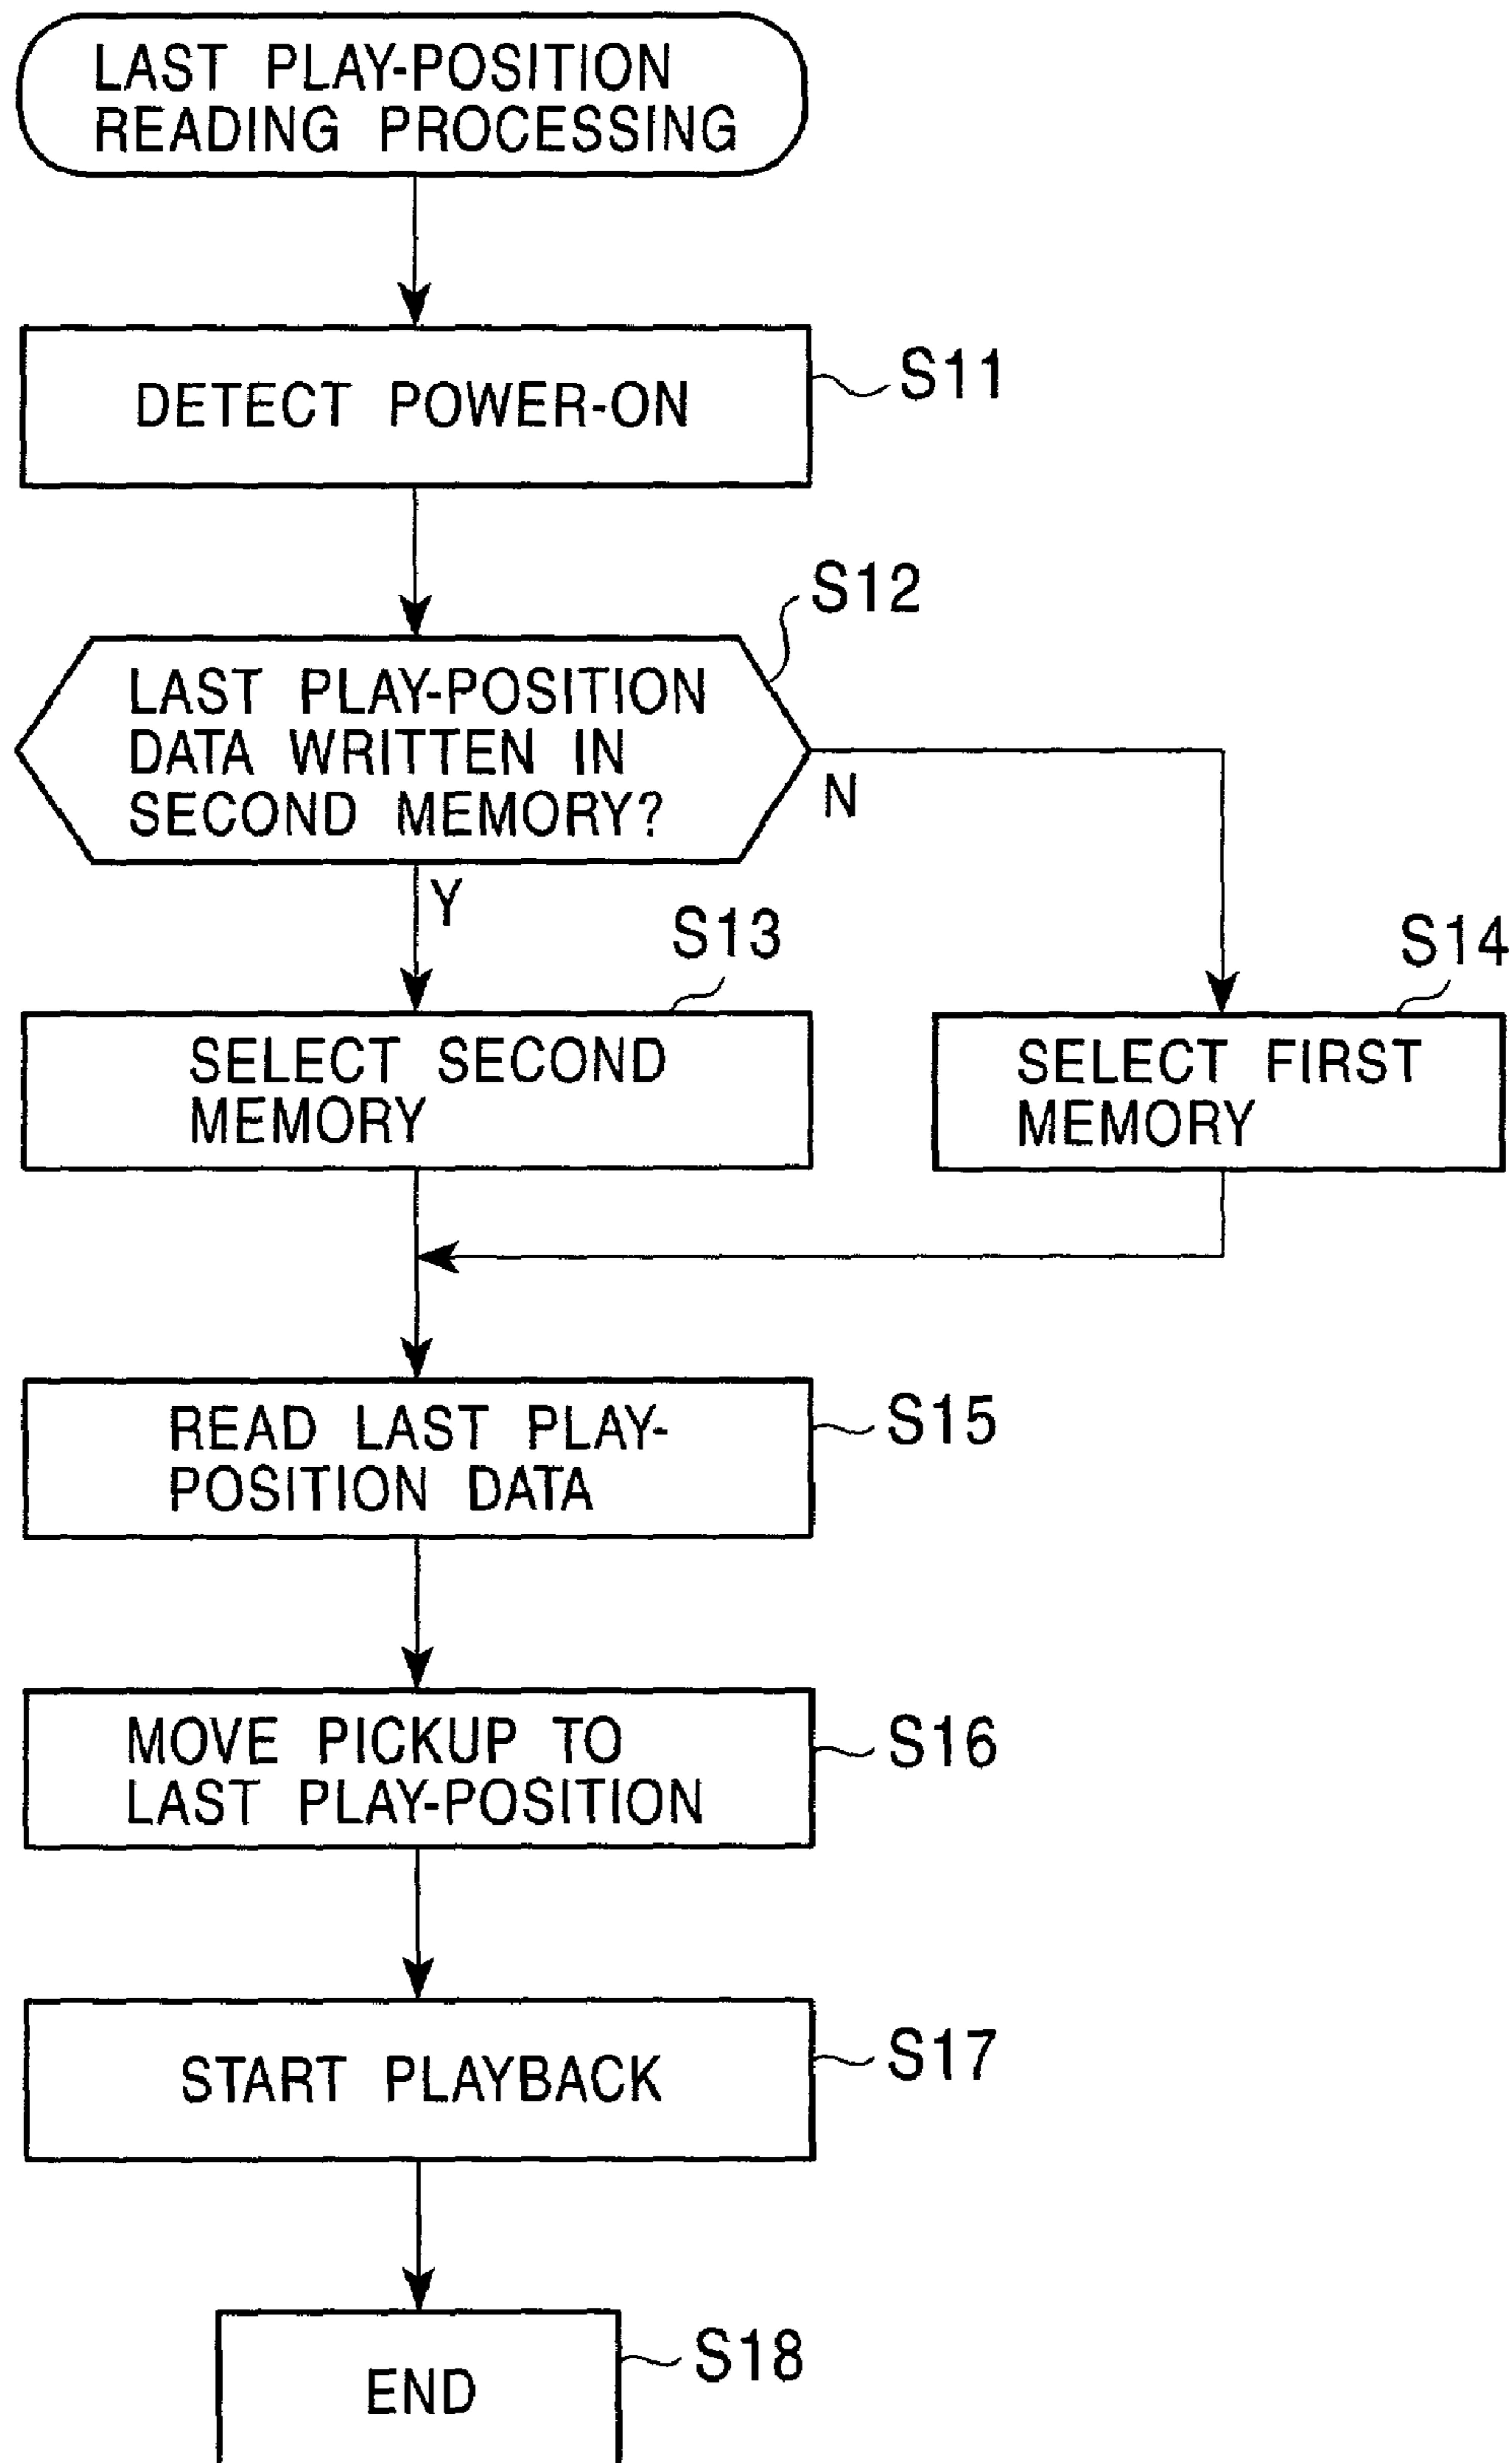 LAST PLAY-POSITION
READING PROCESSING
DETECT POWER-ON
S11
S12
LAST PLAY-POSITION
DATA WRITTEN IN
SECOND MEMORY?
N
Y
S13
S14
SELECT SECOND
MEMORY
SELECT FIRST
MEMORY
READ LAST PLAY-
POSITION DATA
S15
MOVE PICKUP TO
LAST PLAY-POSITION
S16
START PLAYBACK
S17
END
S18